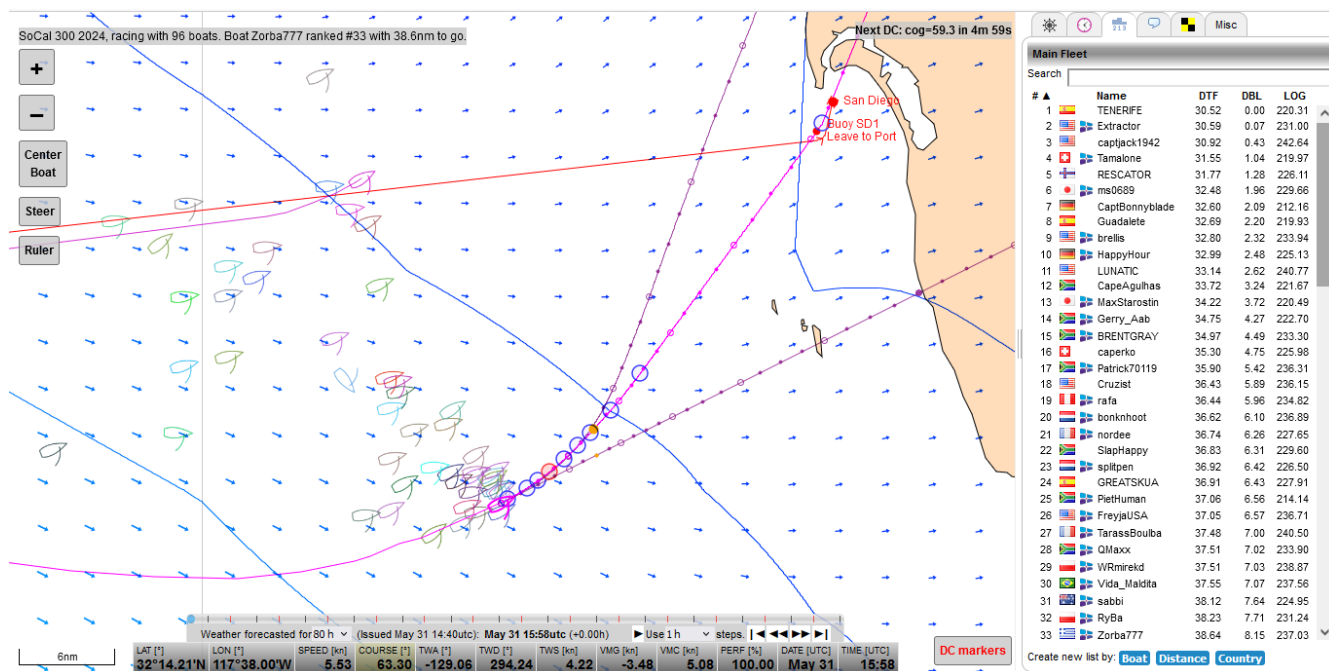 SoCal 300 2024, racing with 96 boats. Boat Zorba777 ranked #33 with 38.6nm to go.
Next DC: cog=59.3 in 4m 59s
+
−
Center Boat
Steer
Ruler
San Diego
Buoy SD1
Leave to Port
6nm
Weather forecasted for 80 h (Issued May 31 14:40utc): May 31 15:58utc (+0.00h) Use 1 h steps.
LAT [°] LON [°] SPEED [kn] COURSE [°] TWA [°] TWD [°] TWS [kn] VMG [kn] VMC [kn] PERF [%] DATE [UTC] TIME [UTC]
32°14.21'N 117°38.00'W 5.53 63.30 -129.06 294.24 4.22 -3.48 5.08 100.00 May 31 15:58
DC markers
Misc
Main Fleet
Search
# ▲ Name DTF DBL LOG
1 TENERIFE 30.52 0.00 220.31
2 Extractor 30.59 0.07 231.00
3 captjack1942 30.92 0.43 242.64
4 Tamalone 31.55 1.04 219.97
5 RESCATOR 31.77 1.28 226.11
6 ms0689 32.48 1.96 229.66
7 CaptBonnyblade 32.60 2.09 212.16
8 Guadalete 32.69 2.20 219.93
9 brellis 32.80 2.32 233.94
10 HappyHour 32.99 2.48 225.13
11 LUNATIC 33.14 2.62 240.77
12 CapeAgulhas 33.72 3.24 221.67
13 MaxStarostin 34.22 3.72 220.49
14 Gerry_Aab 34.75 4.27 222.70
15 BRENTGRAY 34.97 4.49 233.30
16 caperko 35.30 4.75 225.98
17 Patrick70119 35.90 5.42 236.31
18 Cruzist 36.43 5.89 236.15
19 rafa 36.44 5.96 234.82
20 bonknhoot 36.62 6.10 236.89
21 nordee 36.74 6.26 227.65
22 SlapHappy 36.83 6.31 229.60
23 splitpen 36.92 6.42 226.50
24 GREATSKUA 36.91 6.43 227.91
25 PietHuman 37.06 6.56 214.14
26 FreyjaUSA 37.05 6.57 236.71
27 TarassBoulba 37.48 7.00 240.50
28 QMaxx 37.51 7.02 233.90
29 WRmirekd 37.51 7.03 238.87
30 Vida_Maldita 37.55 7.07 237.56
31 sabbi 38.12 7.64 224.95
32 RyBa 38.23 7.71 231.24
33 Zorba777 38.64 8.15 237.03
Create new list by: Boat Distance Country